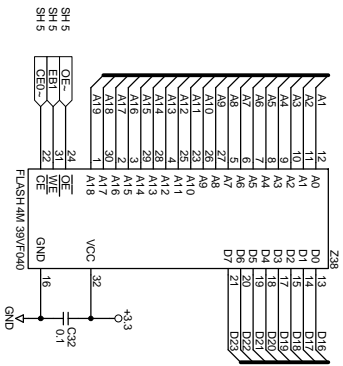 Z38
A1 12 A0 D0 13 D16
A2 11 A1 D1 14 D17
A3 10 A2 D2 15 D18
A4 9 A3 D3 17 D19
A5 8 A4 D4 18 D20
A6 7 A5 D5 19 D21
A7 6 A6 D6 20 D22
A8 5 A7 D7 21 D23
A9 27 A8
A10 26 A9
A11 23 A10
A12 25 A11
A13 4 A12
A14 28 A13
A15 29 A14
A16 3 A15
A17 2 A16
A18 30 A17
A19 1 A18
VCC 32 +3.3
C32
0.1
SH 5 OE~ 24 OE
SH 5 EB1 31 WE
SH 5 CE0~ 22 CE
GND 16
GND
FLASH 4M 39VF040